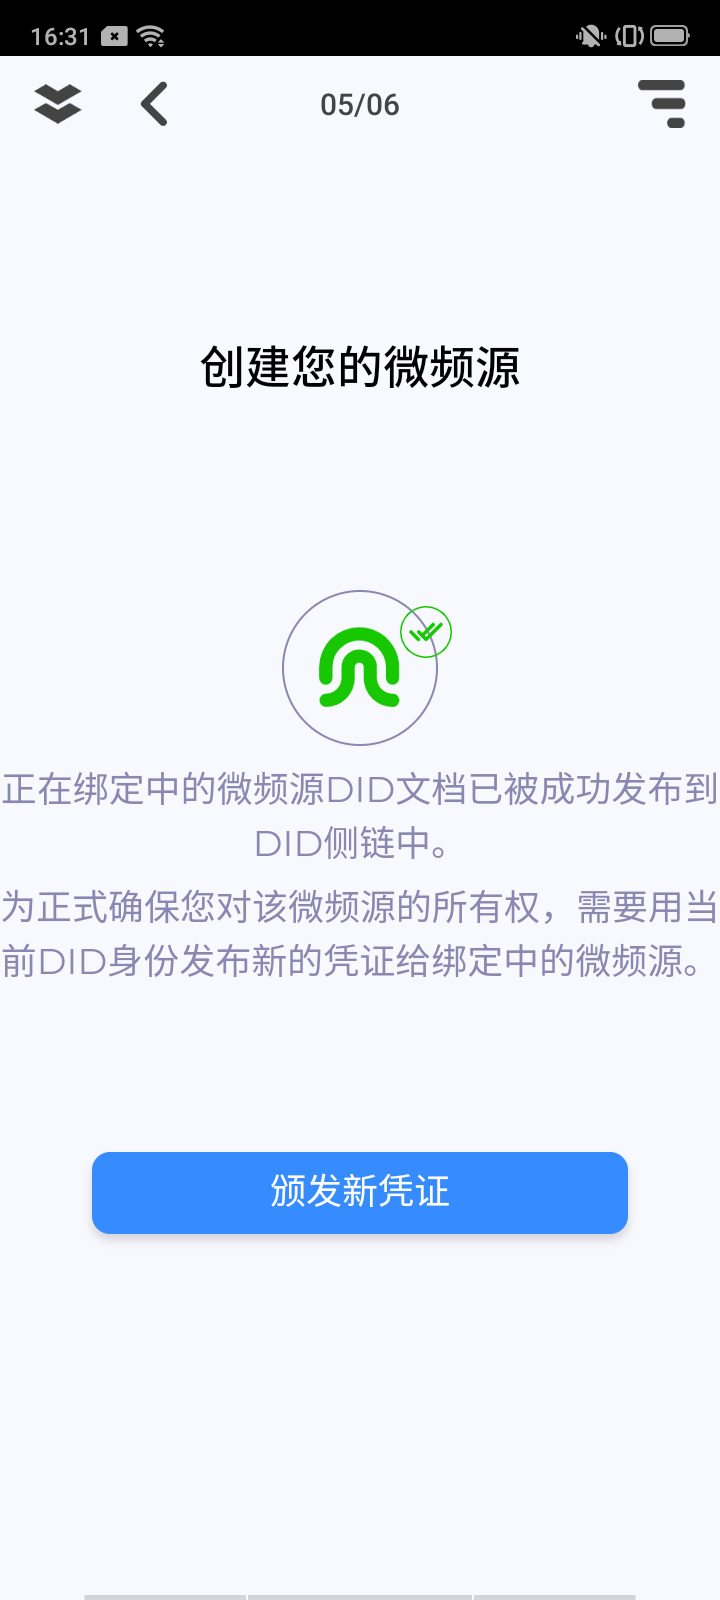 16:31
05/06
创建您的微频源
正在绑定中的微频源DID文档已被成功发布到
DID侧链中。
为正式确保您对该微频源的所有权，需要用当
前DID身份发布新的凭证给绑定中的微频源。
颁发新凭证